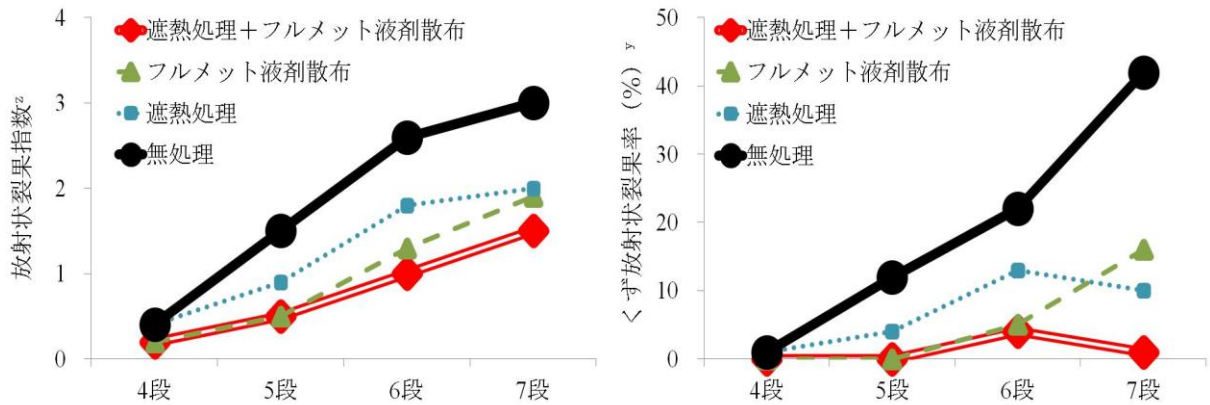 放射状裂果指数z
4
3
2
1
0
遮熱処理＋フルメット液剤散布
フルメット液剤散布
遮熱処理
無処理
4段 5段 6段 7段
くず放射状裂果率（%）y
50
40
30
20
10
0
遮熱処理＋フルメット液剤散布
フルメット液剤散布
遮熱処理
無処理
4段 5段 6段 7段